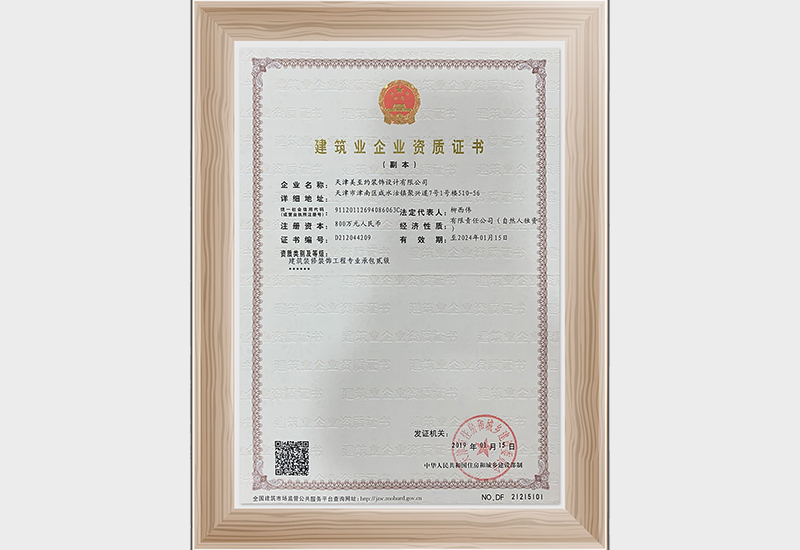 建筑业企业资质证书
（副本）
企业名称：天津美至约装饰设计有限公司
详细地址：天津市津南区咸水沽镇聚兴道7号1号楼510-56
统一社会信用代码
（或营业执照注册号）：91120112694086063C 法定代表人：柳西伟
注册资本：800万元人民币 经济性质：有限责任公司（自然人独资）
证书编号：D212044209 有效期：至2024年01月15日
资质类别及等级：
建筑装修装饰工程专业承包贰级
******
发证机关：
2019年01月15日
中华人民共和国住房和城乡建设部制
全国建筑市场监管公共服务平台查询网址：http://jzsc.mohurd.gov.cn
NO.DF 21215101